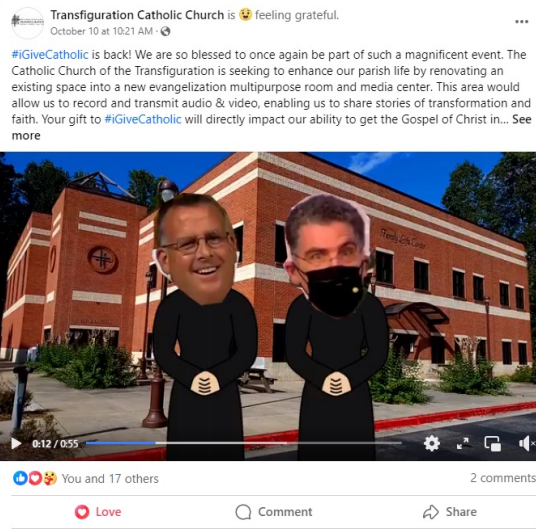 Transfiguration Catholic Church is 😢 feeling grateful.
October 10 at 10:21 AM ·
#iGiveCatholic is back! We are so blessed to once again be part of such a magnificent event. The
Catholic Church of the Transfiguration is seeking to enhance our parish life by renovating an
existing space into a new evangelization multipurpose room and media center. This area would
allow us to record and transmit audio & video, enabling us to share stories of transformation and
faith. Your gift to #iGiveCatholic will directly impact our ability to get the Gospel of Christ in... See
more
Family Life Center
0:12 / 0:55
You and 17 others
2 comments
Love
Comment
Share